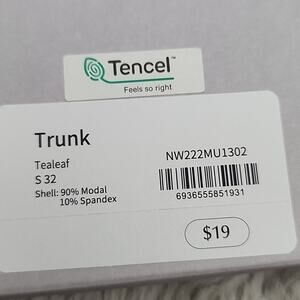 Tencel™
Feels so right
Trunk
Tealeaf
S 32
Shell: 90% Modal
10% Spandex
NW222MU1302
6936555851931
$19